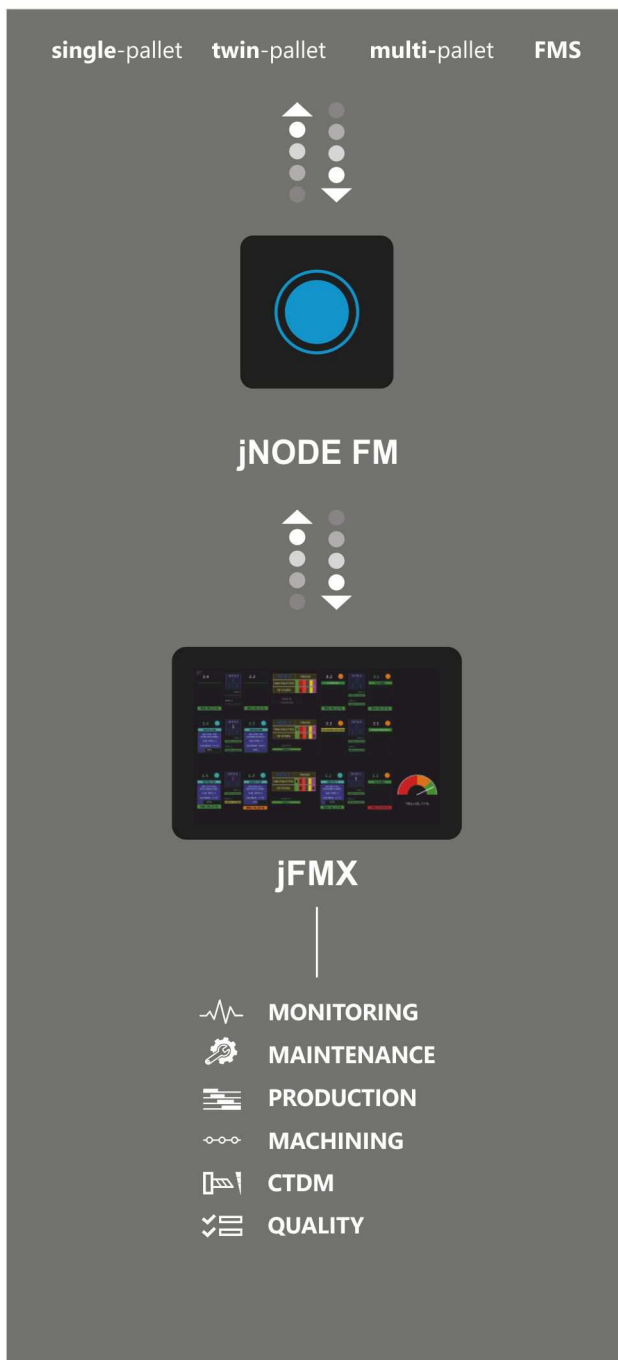 single-pallet twin-pallet multi-pallet FMS
jNODE FM
jFMX
MONITORING
MAINTENANCE
PRODUCTION
MACHINING
CTDM
QUALITY